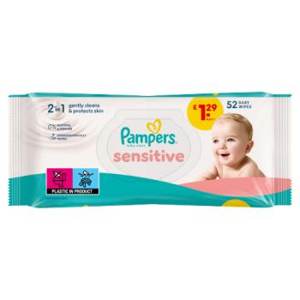 2in1 gently cleans
& protects skin
£1.29
52 BABY
WIPES
Pampers
sensitive
PLASTIC IN PRODUCT